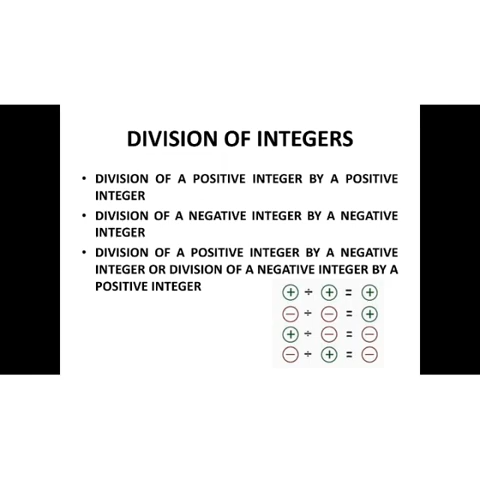 DIVISION OF INTEGERS
• DIVISION OF A POSITIVE INTEGER BY A POSITIVE
INTEGER
• DIVISION OF A NEGATIVE INTEGER BY A NEGATIVE
INTEGER
• DIVISION OF A POSITIVE INTEGER BY A NEGATIVE
INTEGER OR DIVISION OF A NEGATIVE INTEGER BY A
POSITIVE INTEGER
+ ÷ + = +
− ÷ − = +
+ ÷ − = −
− ÷ + = −